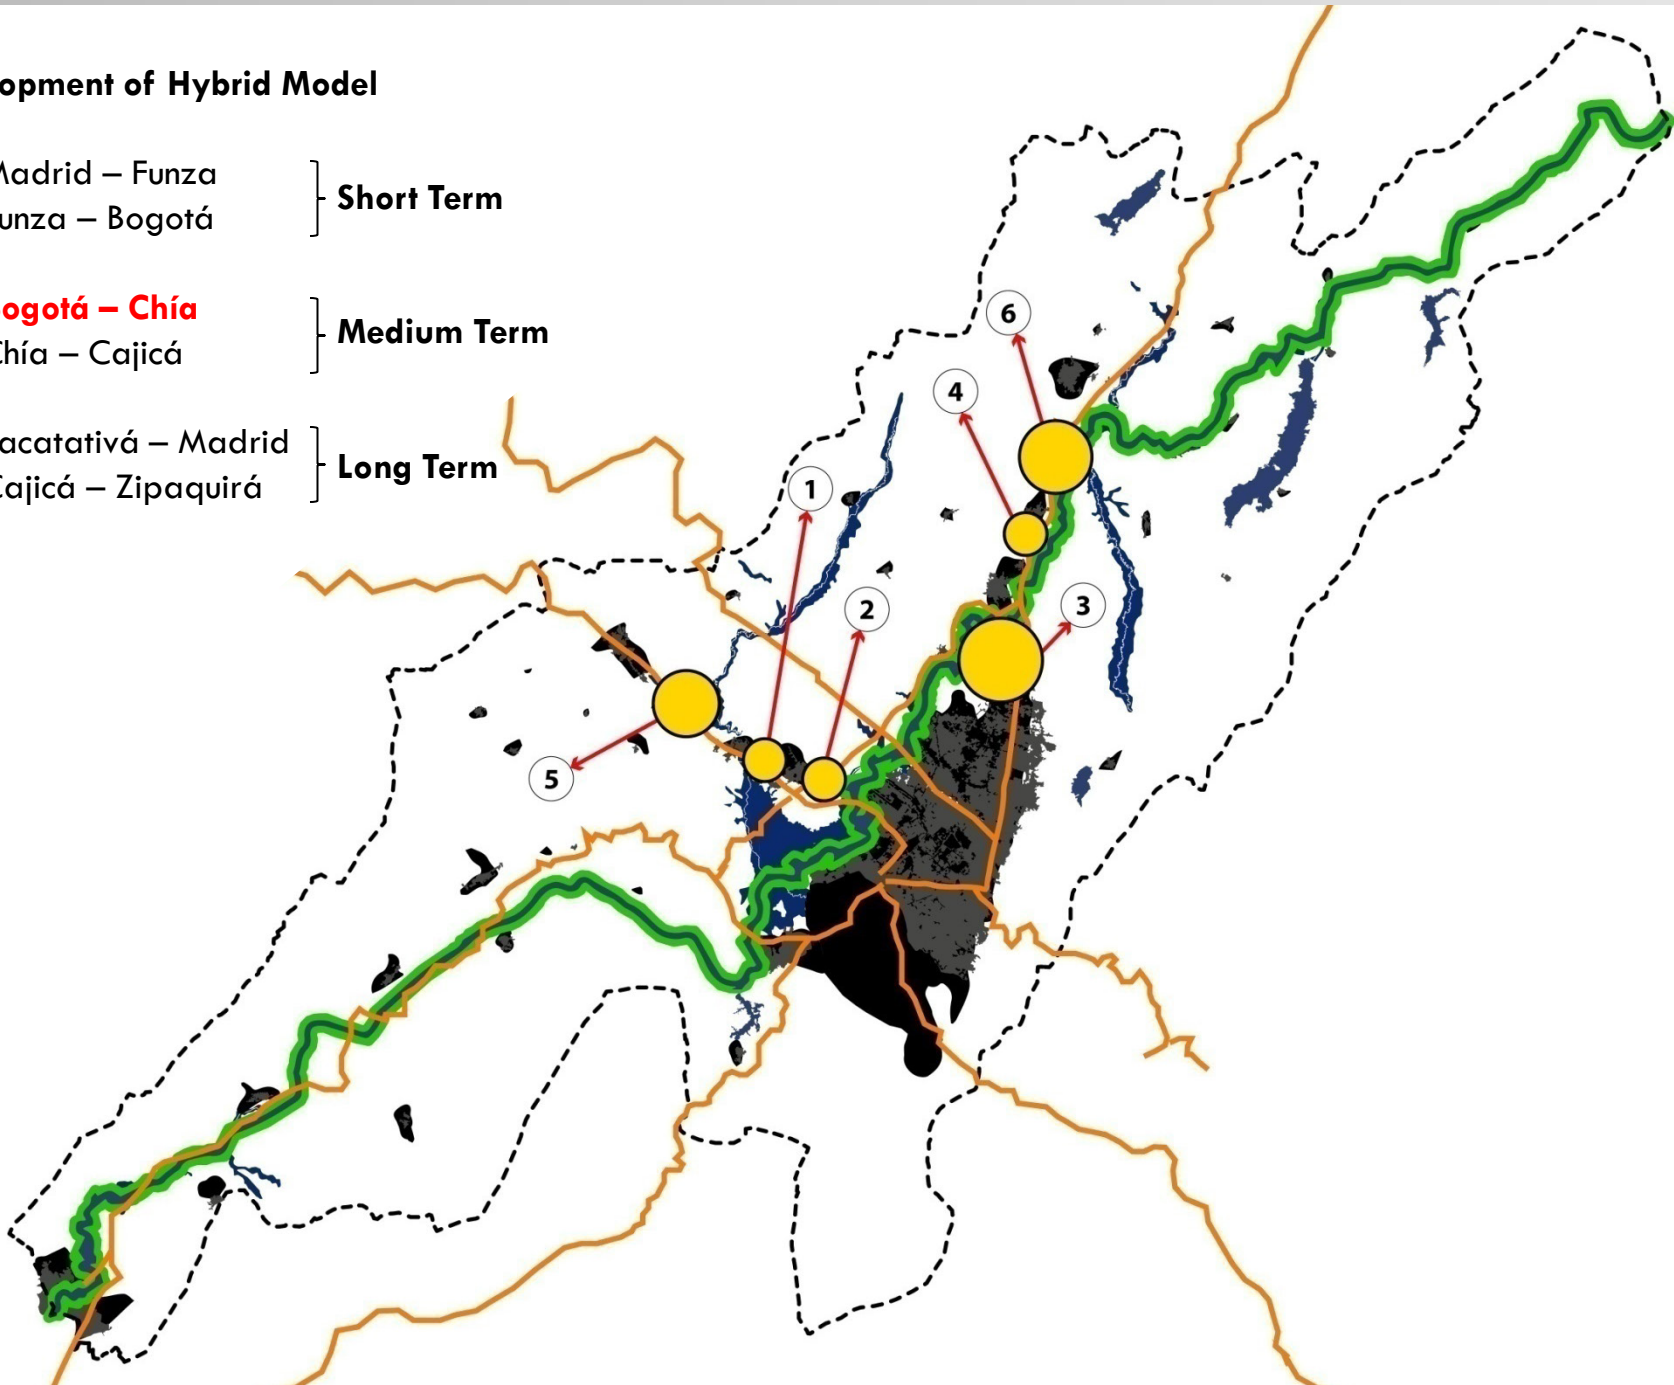 opment of Hybrid Model
Madrid – Funza
unza – Bogotá
Short Term
ogotá – Chía
Chía – Cajicá
Medium Term
acatativá – Madrid
Cajicá – Zipaquirá
Long Term
6
4
1
2
3
5